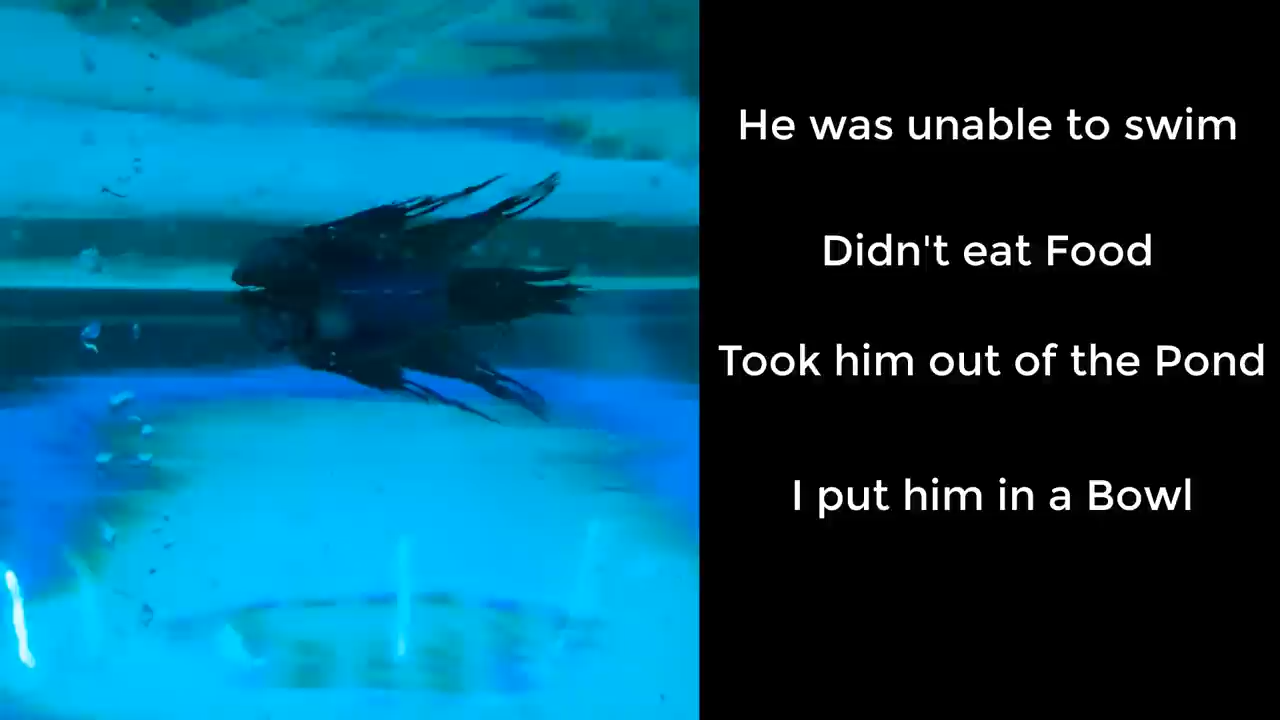 He was unable to swim
Didn't eat Food
Took him out of the Pond
I put him in a Bowl